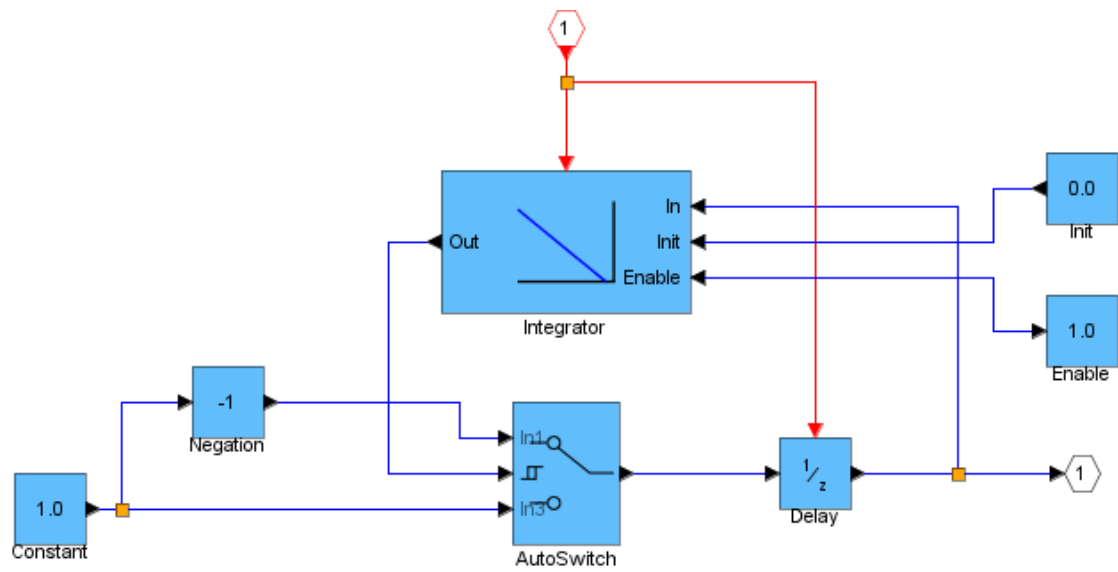 1
In
Out
Init
Enable
Integrator
0.0
Init
1.0
Enable
-1
Negation
In1
In3
AutoSwitch
1.0
Constant
1/z
Delay
1